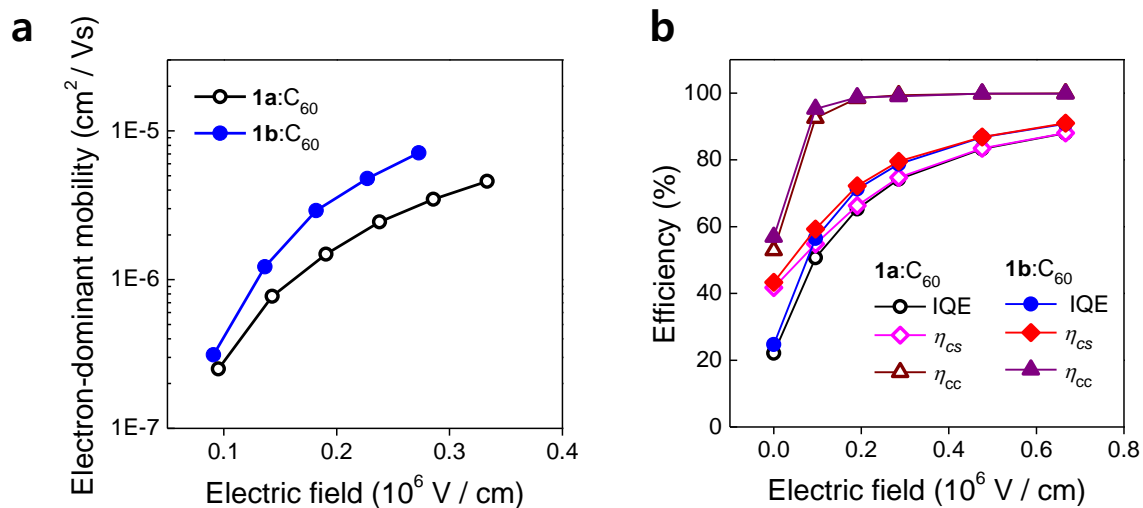 a
Electron-dominant mobility (cm² / Vs)
1E-5
1E-6
1E-7
1a:C₆₀
1b:C₆₀
0.1 0.2 0.3 0.4
Electric field (10⁶ V / cm)
b
Efficiency (%)
100
80
60
40
20
0
1a:C₆₀ 1b:C₆₀
IQE IQE
ηcs ηcs
ηcc ηcc
0.0 0.2 0.4 0.6 0.8
Electric field (10⁶ V / cm)